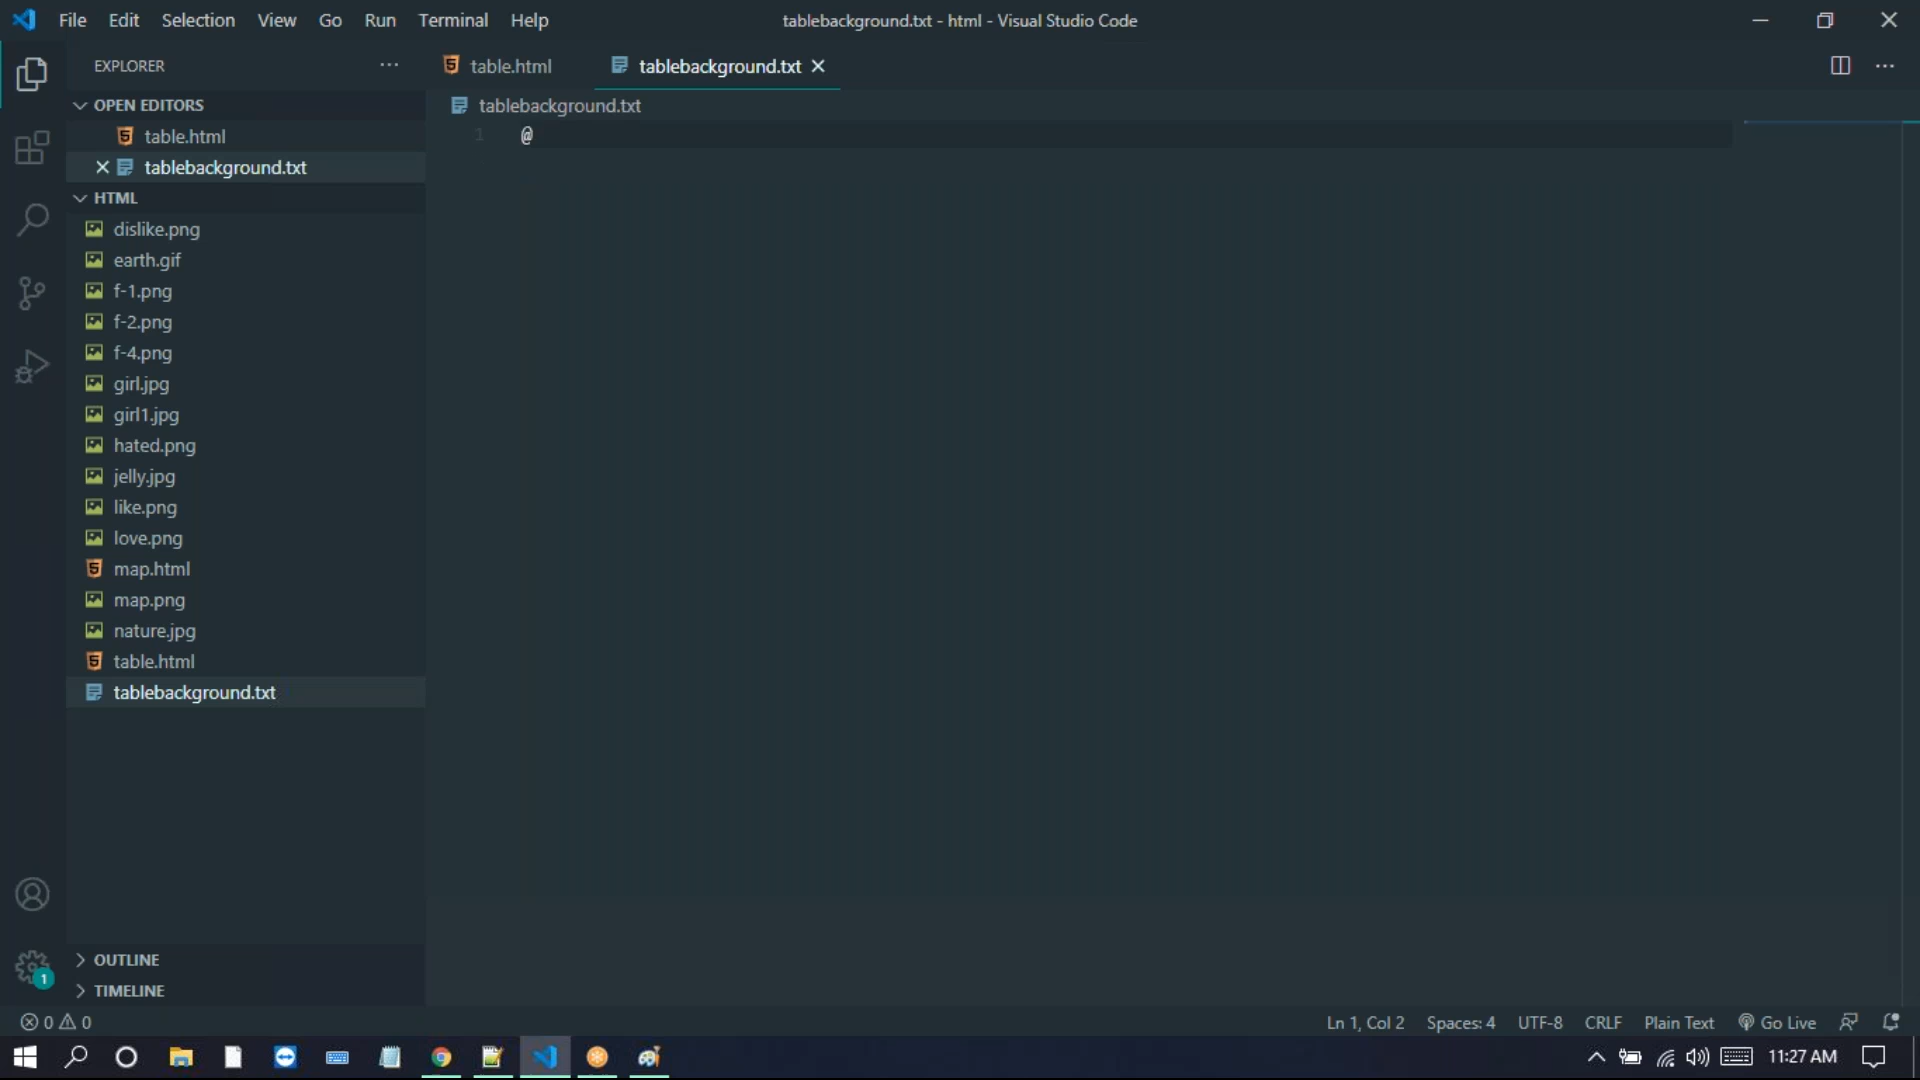 File Edit Selection View Go Run Terminal Help
tablebackground.txt - html - Visual Studio Code
EXPLORER
table.html
tablebackground.txt
OPEN EDITORS
table.html
tablebackground.txt
HTML
dislike.png
earth.gif
f-1.png
f-2.png
f-4.png
girl.jpg
girl1.jpg
hated.png
jelly.jpg
like.png
love.png
map.html
map.png
nature.jpg
table.html
tablebackground.txt
OUTLINE
TIMELINE
tablebackground.txt
1 @
1
0 0
Ln 1, Col 2 Spaces: 4 UTF-8 CRLF Plain Text Go Live
11:27 AM